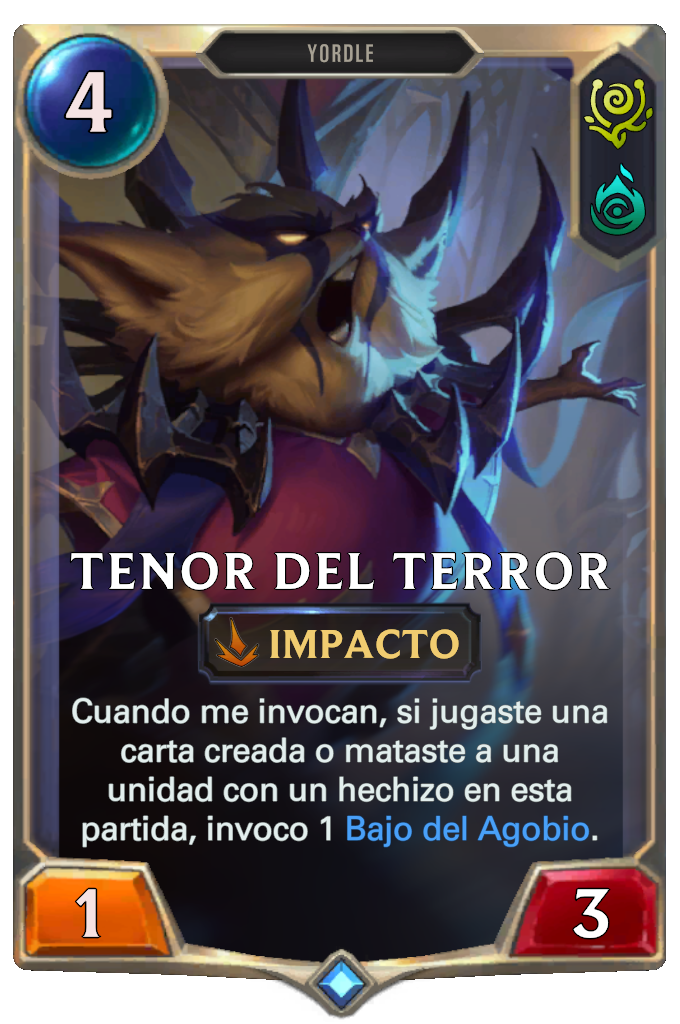 YORDLE
4
TENOR DEL TERROR
IMPACTO
Cuando me invocan, si jugaste una
carta creada o mataste a una
unidad con un hechizo en esta
partida, invoco 1 Bajo del Agobio.
1
3